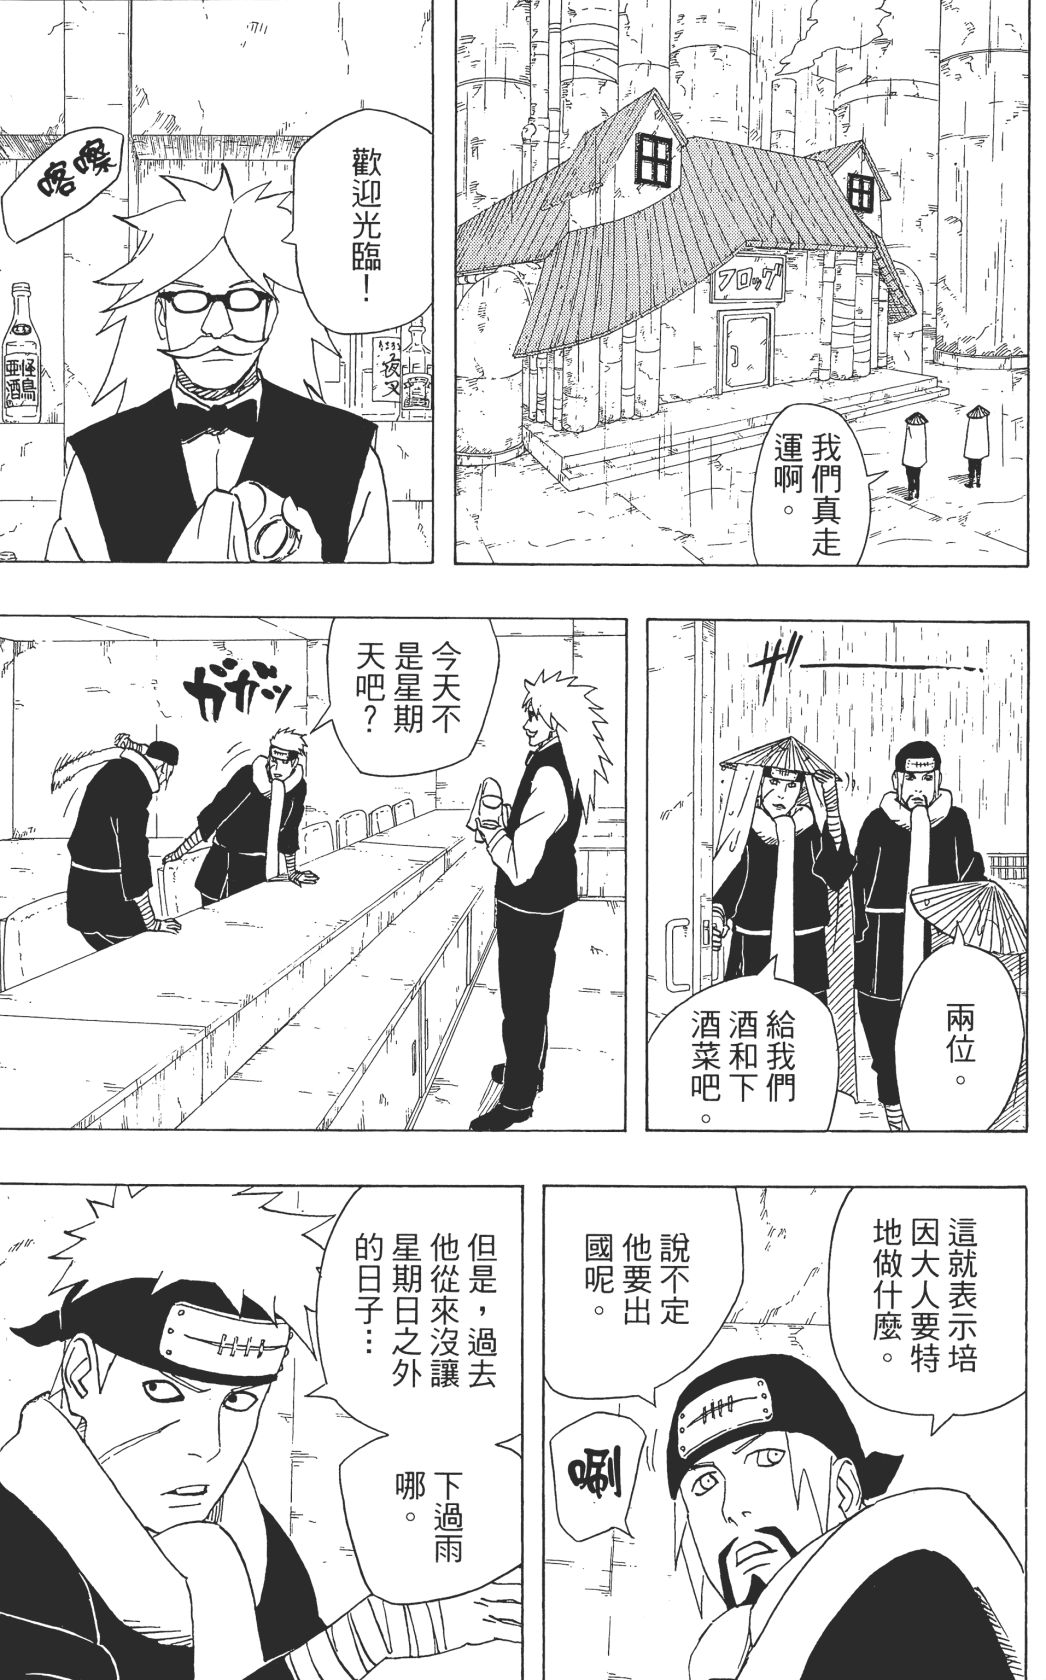 フロッグ
我們真走
運啊。
歡迎光臨！
喀嚓
怪鳥
亜酒
夜叉
ザ
兩位。
給我們
酒和下
酒菜吧。
今天不
是星期
天吧？
ガガッ
這就表示培
因大人要特
地做什麼。
說不定
他要出
國呢。
唰
但是，過去
他從來沒讓
星期日之外
的日子…
下過雨
哪。